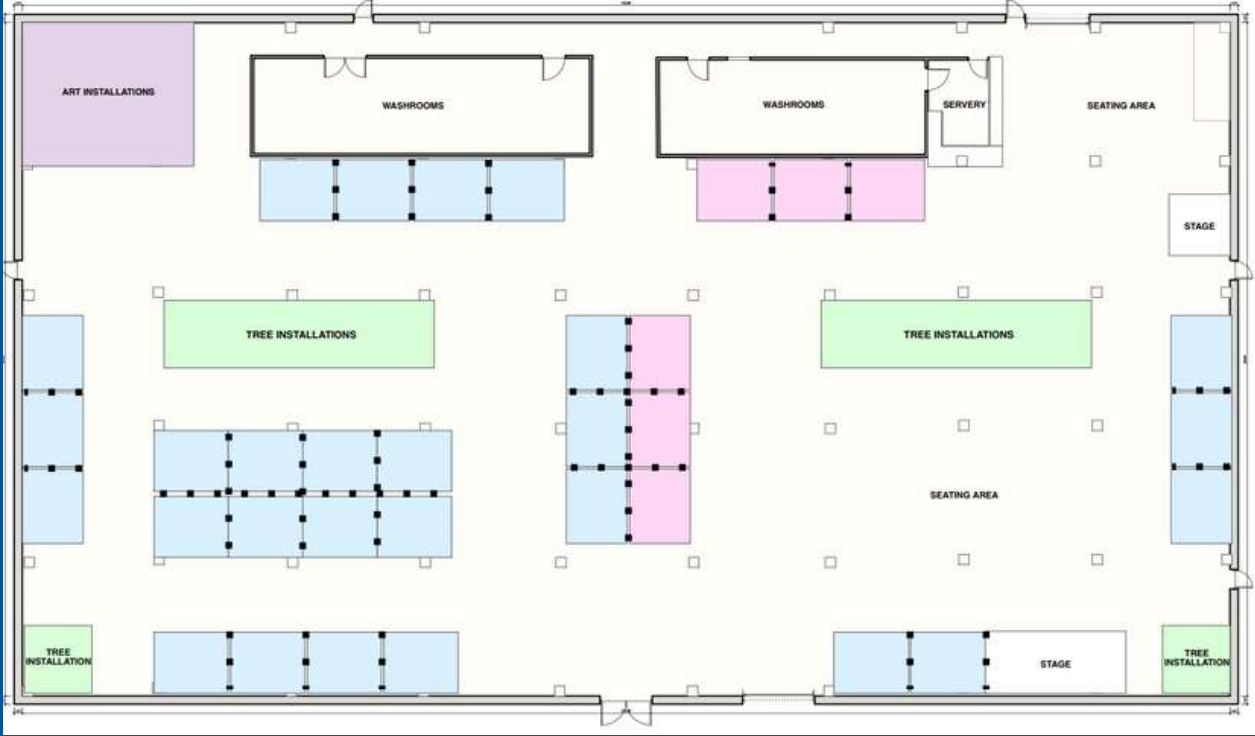 ART INSTALLATIONS
WASHROOMS
WASHROOMS
SERVERY
SEATING AREA
STAGE
TREE INSTALLATIONS
TREE INSTALLATIONS
SEATING AREA
TREE
INSTALLATION
STAGE
TREE
INSTALLATION